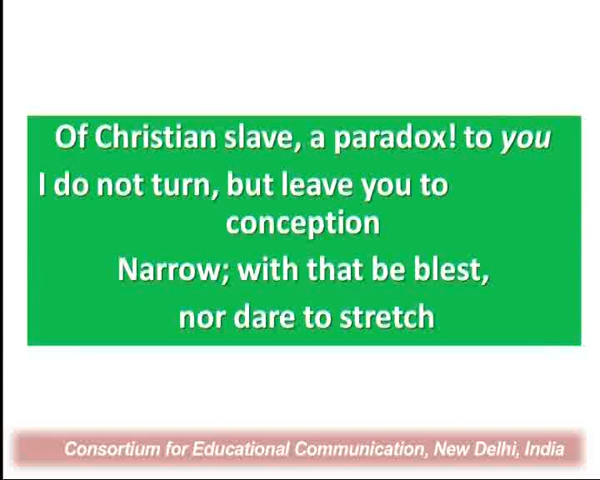 Of Christian slave, a paradox! to you
I do not turn, but leave you to
conception
Narrow; with that be blest,
nor dare to stretch
Consortium for Educational Communication, New Delhi, India